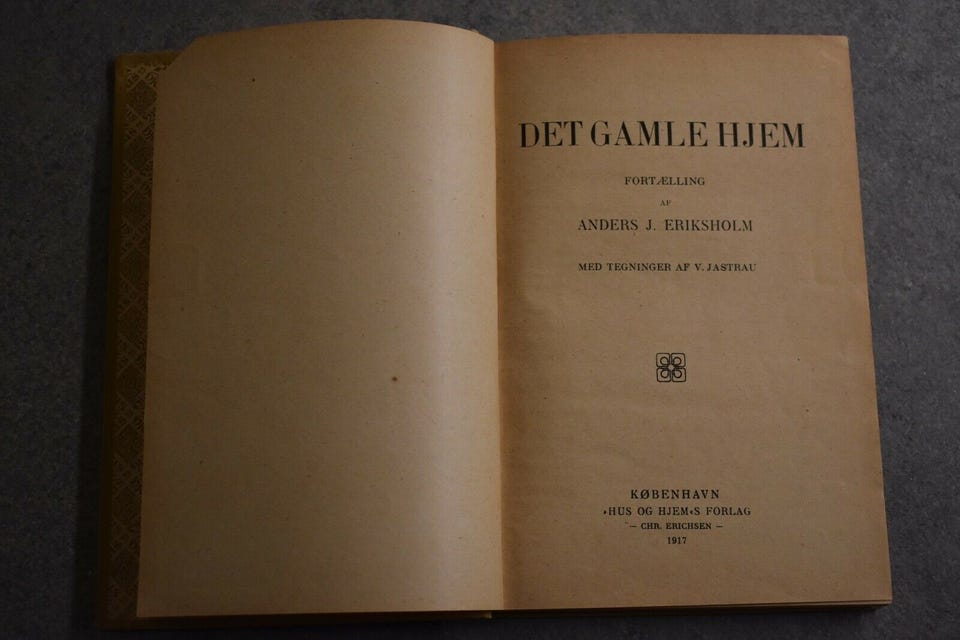 DET GAMLE HJEM
FORTÆLLING
AF
ANDERS J. ERIKSHOLM
MED TEGNINGER AF V. JASTRAU
KØBENHAVN
»HUS OG HJEM«S FORLAG
— CHR. ERICHSEN —
1917